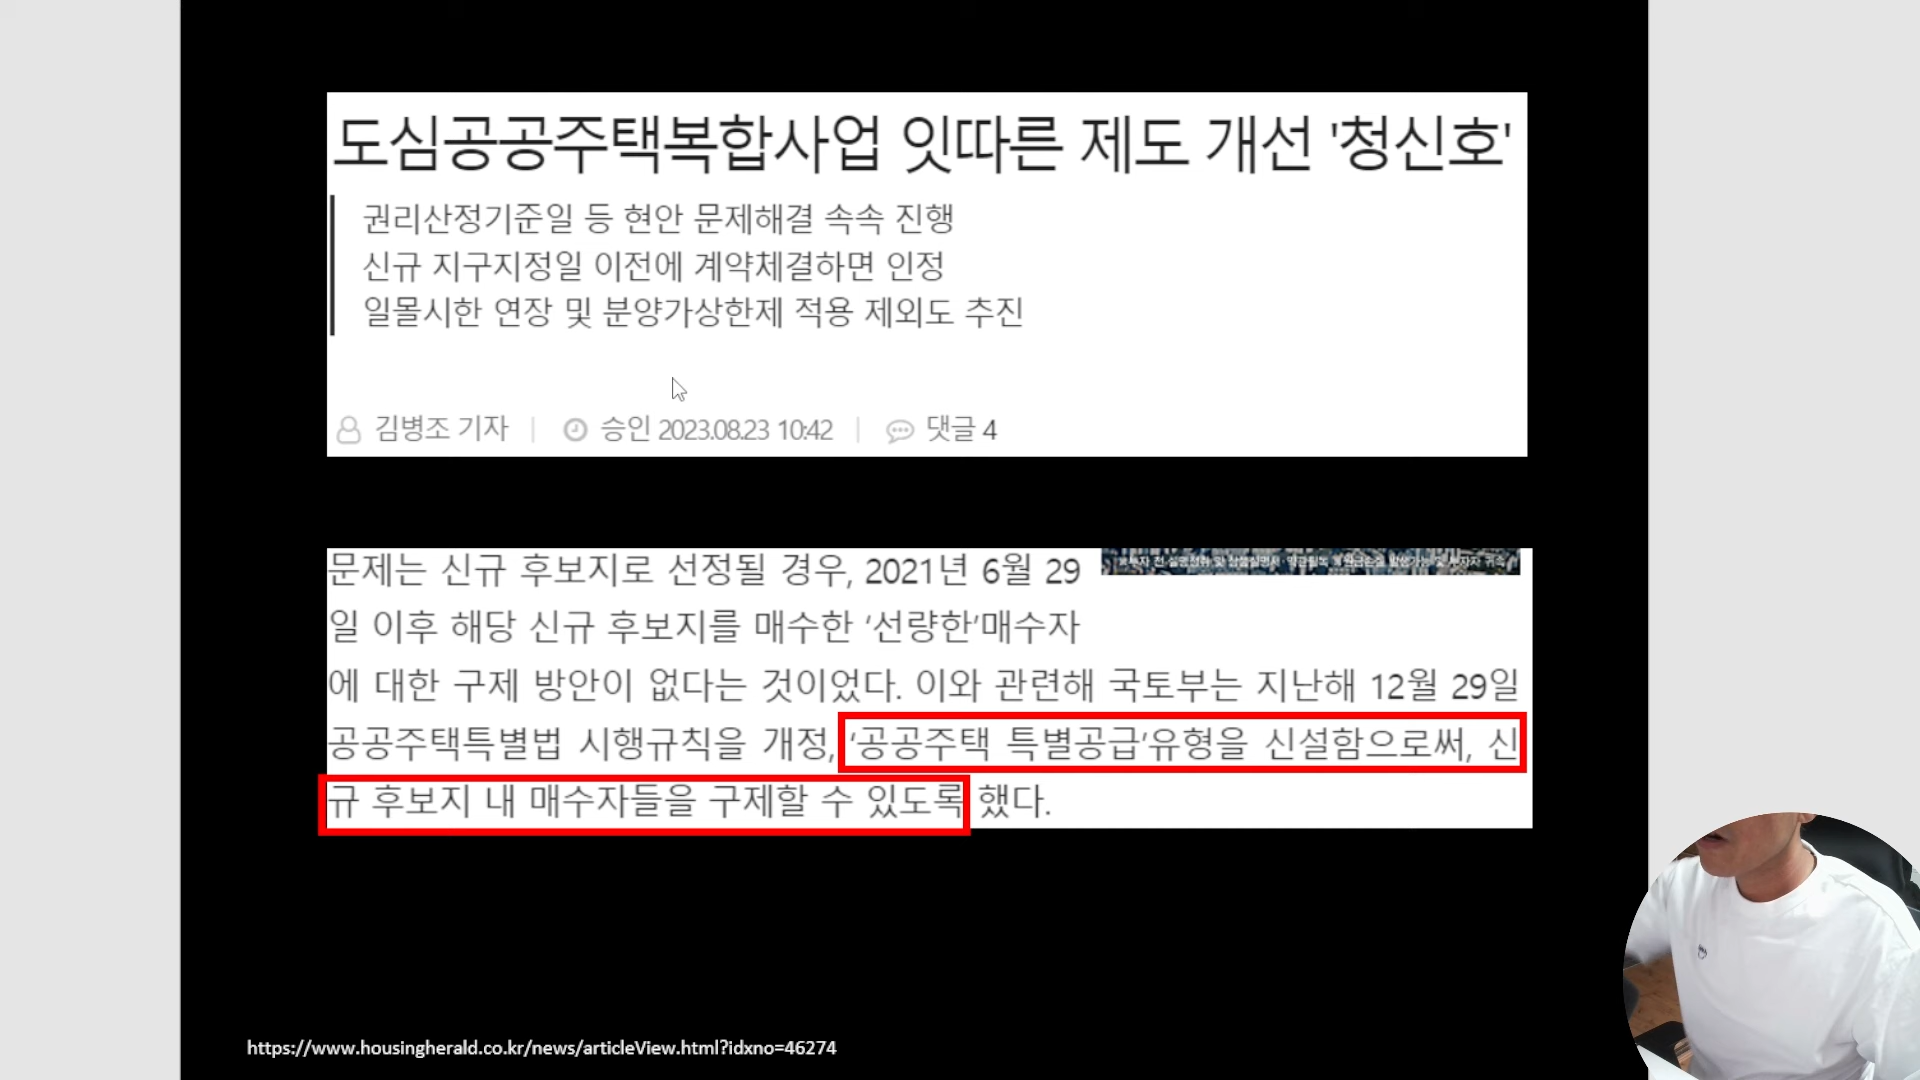 도심공공주택복합사업 잇따른 제도 개선 '청신호'
권리산정기준일 등 현안 문제해결 속속 진행
신규 지구지정일 이전에 계약체결하면 인정
일몰시한 연장 및 분양가상한제 적용 제외도 추진
김병조 기자 | 승인 2023.08.23 10:42 | 댓글 4
문제는 신규 후보지로 선정될 경우, 2021년 6월 29
일 이후 해당 신규 후보지를 매수한 ‘선량한’매수자
에 대한 구제 방안이 없다는 것이었다. 이와 관련해 국토부는 지난해 12월 29일
공공주택특별법 시행규칙을 개정, ‘공공주택 특별공급’유형을 신설함으로써, 신
규 후보지 내 매수자들을 구제할 수 있도록 했다.
https://www.housingherald.co.kr/news/articleView.html?idxno=46274